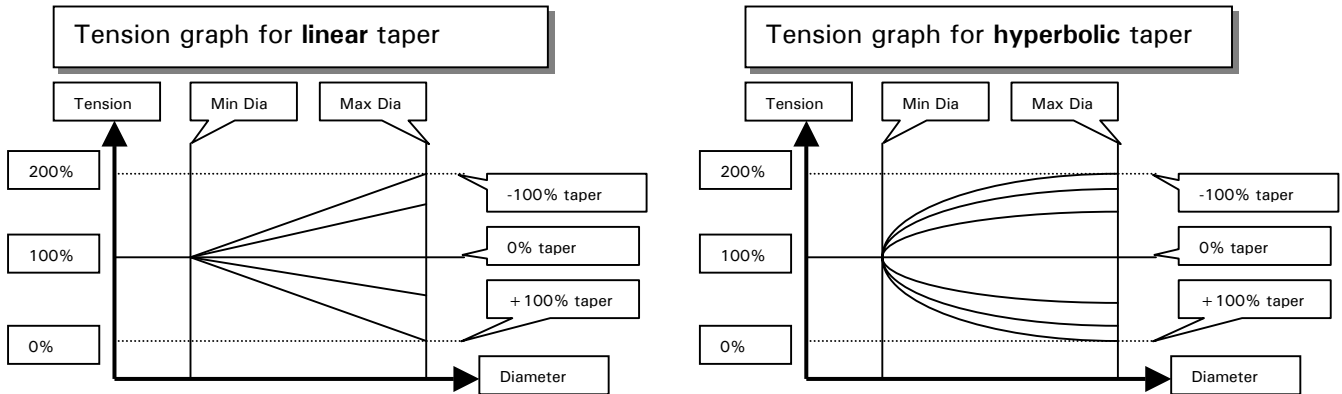 Tension graph for linear taper
Tension
Min Dia
Max Dia
200%
-100% taper
100%
0% taper
+100% taper
0%
Diameter
Tension graph for hyperbolic taper
Tension
Min Dia
Max Dia
200%
-100% taper
100%
0% taper
+100% taper
0%
Diameter